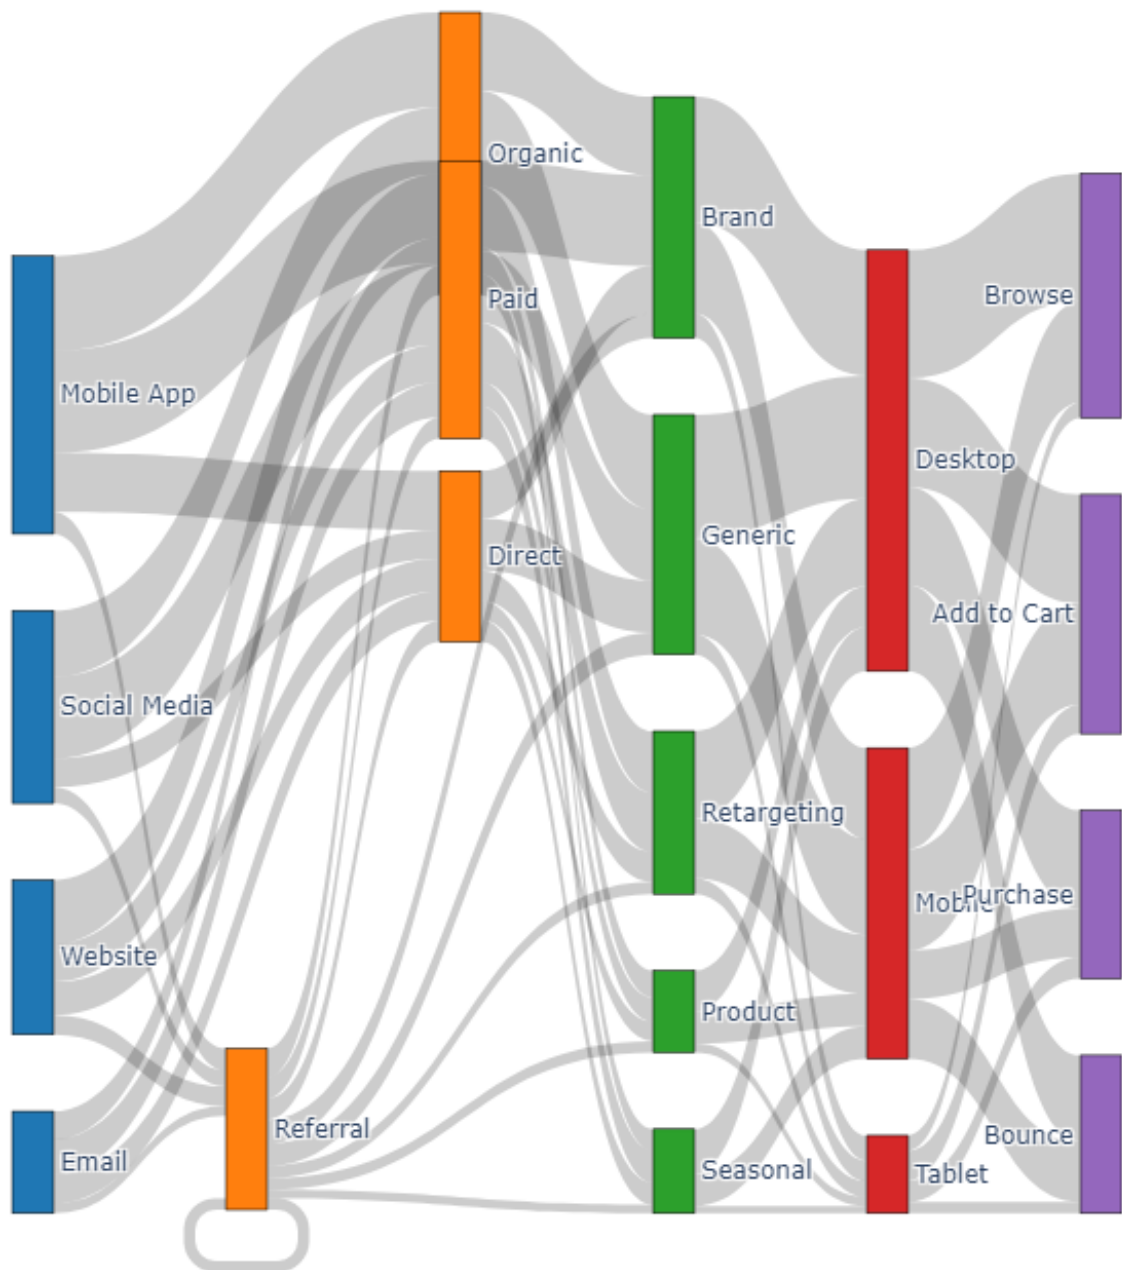 Organic
Brand
Browse
Paid
Mobile App
Desktop
Generic
Direct
Add to Cart
Social Media
Retargeting
Purchase
Mobile
Website
Product
Referral
Bounce
Email
Seasonal
Tablet